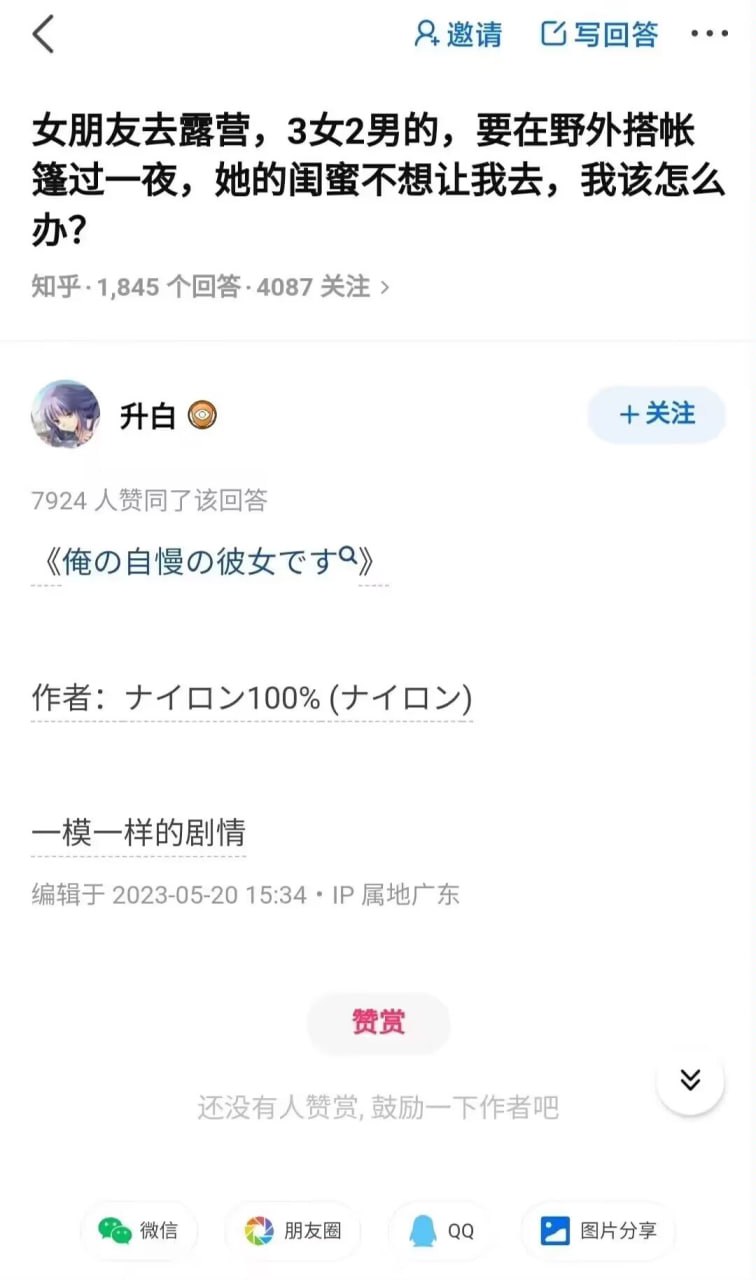 邀请
写回答
女朋友去露营，3女2男的，要在野外搭帐
篷过一夜，她的闺蜜不想让我去，我该怎么
办？
知乎·1,845 个回答·4087 关注
升白
+ 关注
7924 人赞同了该回答
《俺の自慢の彼女です》
作者：ナイロン100% (ナイロン)
一模一样的剧情
编辑于 2023-05-20 15:34・IP 属地广东
赞赏
还没有人赞赏, 鼓励一下作者吧
微信
朋友圈
QQ
图片分享